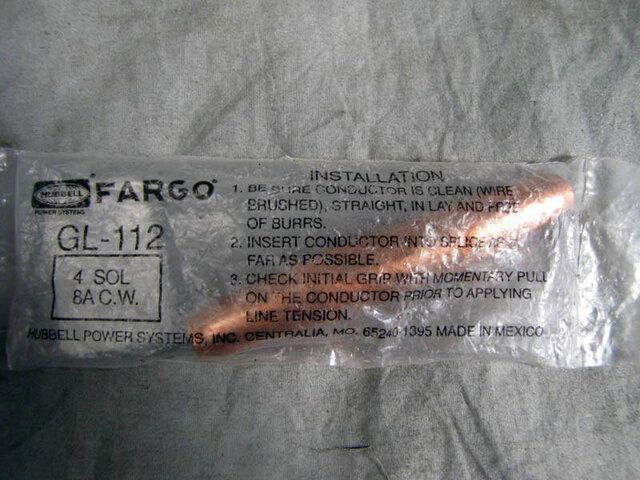 HUBBELL
POWER SYSTEMS
FARGO®
GL-112
4 SOL
8A C.W.
INSTALLATION
1. BE SURE CONDUCTOR IS CLEAN (WIRE
BRUSHED), STRAIGHT, IN LAY AND FREE
OF BURRS.
2. INSERT CONDUCTOR INTO SPLICE AS
FAR AS POSSIBLE.
3. CHECK INITIAL GRIP WITH MOMENTARY PULL
ON THE CONDUCTOR PRIOR TO APPLYING
LINE TENSION.
HUBBELL POWER SYSTEMS, INC. CENTRALIA, MO. 65240-1395 MADE IN MEXICO